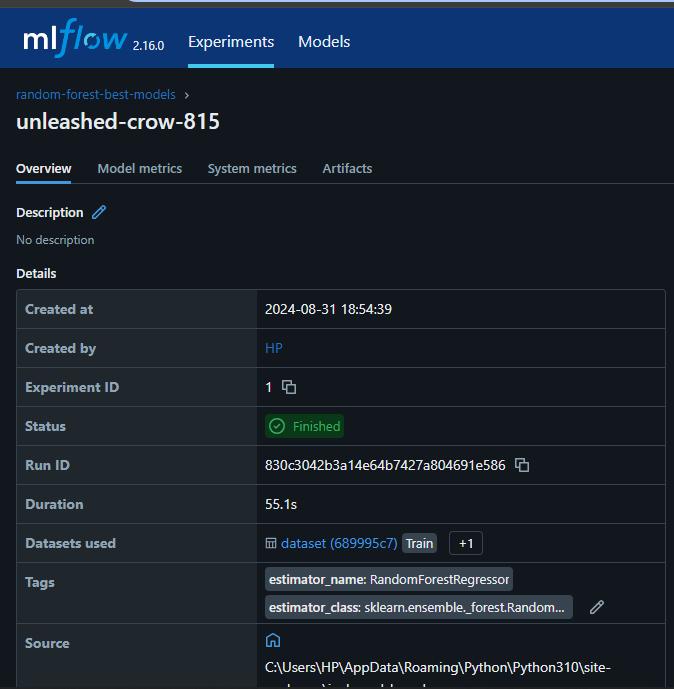 mlflow 2.16.0 Experiments Models
random-forest-best-models ›
unleashed-crow-815
Overview Model metrics System metrics Artifacts
Description
No description
Details
Created at 2024-08-31 18:54:39
Created by HP
Experiment ID 1
Status Finished
Run ID 830c3042b3a14e64b7427a804691e586
Duration 55.1s
Datasets used dataset (689995c7) Train +1
Tags estimator_name: RandomForestRegressor
estimator_class: sklearn.ensemble._forest.Random...
Source
C:\Users\HP\AppData\Roaming\Python\Python310\site-